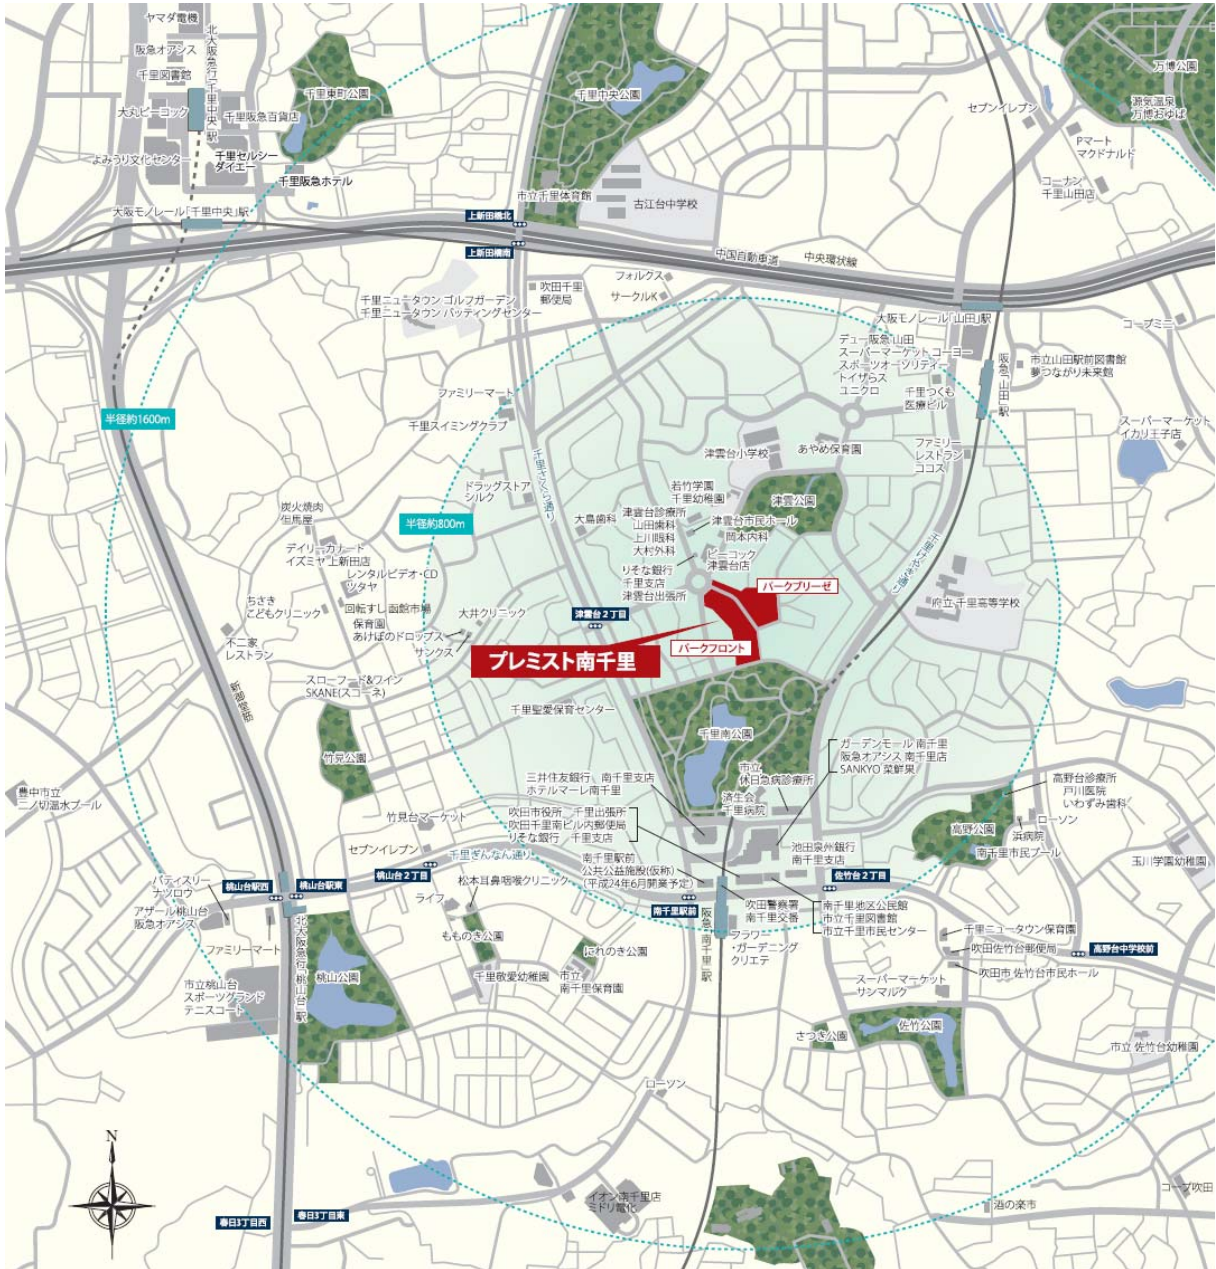 ヤマダ電機
阪急オアシス
千里図書館
大丸ピーコック
北大阪急行「千里中央」駅
千里阪急百貨店
よみうり文化センター
千里セルシー
ダイエー
千里阪急ホテル
大阪モノレール「千里中央」駅
千里東町公園
千里中央公園
市立千里体育館
古江台中学校
万博公園
源気温泉
万博おゆば
セブンイレブン
Pマート
マクドナルド
コーナン
千里山田店
上新田橋北
上新田橋南
中国自動車道
中央環状線
フォルクス
サークルK
吹田千里
郵便局
千里ニュータウン ゴルフガーデン
千里ニュータウン バッティングセンター
大阪モノレール「山田」駅
コープミニ
デュー阪急山田
スーパーマーケット コーヨー
スポーツオーソリティ
トイザらス
ユニクロ
千里つくも
医療ビル
阪急「山田」駅
市立山田駅前図書館
夢つながり未来館
半径約1600m
ファミリーマート
千里スイミングクラブ
千里さくら通り
スーパーマーケット
イカリ王子店
ファミリー
レストラン
ココス
津雲台小学校
あやめ保育園
津雲公園
若竹学園
千里幼稚園
ドラッグストア
シルク
半径約800m
大島歯科
津雲台診療所
山田歯科
上川眼科
大村外科
津雲台市民ホール
岡本内科
ピーコック
津雲台店
りそな銀行
千里支店
津雲台出張所
千里けやき通り
炭火焼肉
但馬屋
デイリーカナート
イズミヤ 上新田店
レンタルビデオ・CD
ツタヤ
回転すし 函館市場
保育園
あけぼのドロップス
大井クリニック
サンクス
ちさき
こどもクリニック
不二家
レストラン
津雲台2丁目
パークブリーゼ
パークフロント
プレミスト南千里
府立 千里高等学校
スローフード&ワイン
SKANE(スコーネ)
新御堂筋
千里聖愛保育センター
竹見公園
千里南公園
ガーデンモール 南千里
阪急オアシス 南千里店
SANKYO 菜鮮果
市立
休日急病診療所
済生会
千里病院
三井住友銀行 南千里支店
ホテルマーレ南千里
吹田市役所 千里出張所
吹田千里南ビル内郵便局
りそな銀行 千里支店
池田泉州銀行
南千里支店
高野台診療所
戸川医院
いわずみ歯科
ローソン
浜病院
高野公園
南千里市民プール
玉川学園幼稚園
豊中市立
二ノ切温水プール
竹見台マーケット
セブンイレブン
千里ぎんなん通り
南千里駅前
公共公益施設(仮称)
(平成24年6月開業予定)
桃山台駅西
桃山台駅東
桃山台2丁目
佐竹台2丁目
パティスリー
ナツロウ
アザール桃山台
阪急オアシス
ライフ
松本耳鼻咽喉クリニック
南千里駅前
阪急「南千里」駅
吹田警察署
南千里交番
フラワー
・ガーデニング
クリエテ
南千里地区公民館
市立千里図書館
市立千里市民センター
千里ニュータウン保育園
吹田佐竹台郵便局
高野台中学校前
吹田市 佐竹台市民ホール
スーパーマーケット
サンマルク
ファミリーマート
もものき公園
にれのき公園
千里敬愛幼稚園
市立
南千里保育園
市立桃山台
スポーツグランド
テニスコート
北大阪急行「桃山台」駅
桃山公園
さつき公園
佐竹公園
市立 佐竹台幼稚園
ローソン
イオン南千里店
ミドリ電化
春日3丁目西
春日3丁目東
酒の楽市
コープ吹田
N